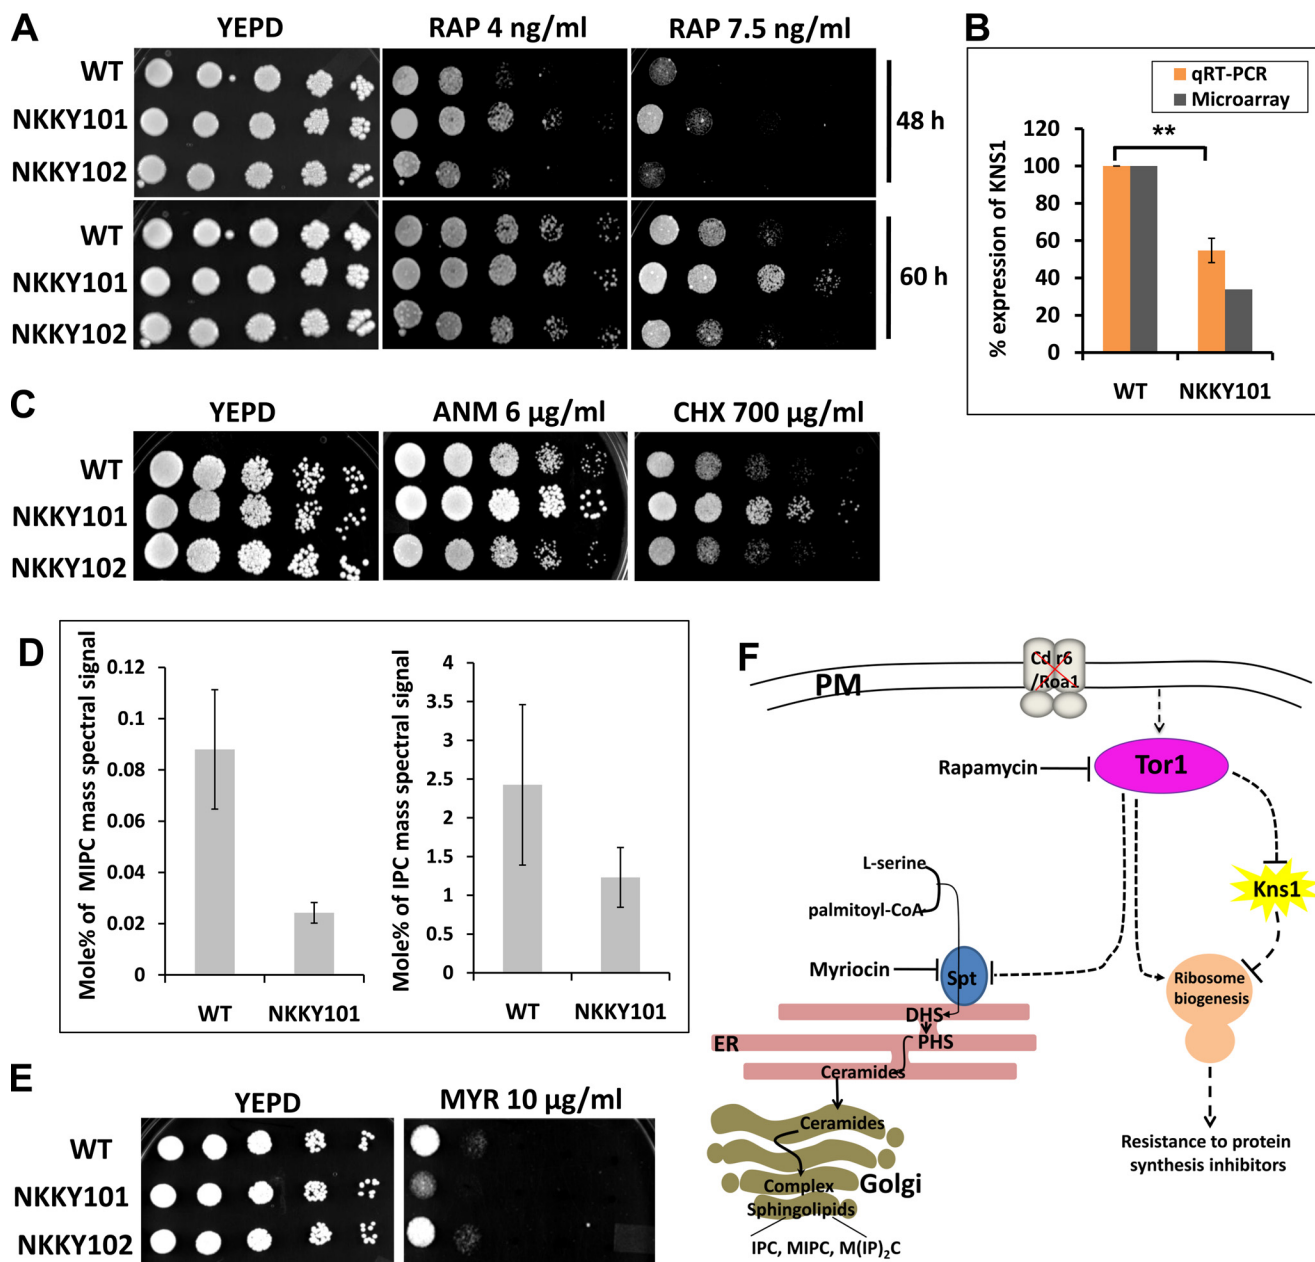 A
YEPD
RAP 4 ng/ml
RAP 7.5 ng/ml
WT
NKKY101
NKKY102
48 h
WT
NKKY101
NKKY102
60 h
B
qRT-PCR
Microarray
% expression of KNS1
120
100
80
60
40
20
0
**
WT
NKKY101
C
YEPD
ANM 6 µg/ml
CHX 700 µg/ml
WT
NKKY101
NKKY102
D
Mole% of MIPC mass spectral signal
0.12
0.1
0.08
0.06
0.04
0.02
0
WT
NKKY101
Mole% of IPC mass spectral signal
4
3.5
3
2.5
2
1.5
1
0.5
0
WT
NKKY101
E
YEPD
MYR 10 µg/ml
WT
NKKY101
NKKY102
F
PM
Cdr6
/Roa1
Rapamycin
Tor1
Kns1
L-serine
palmitoyl-CoA
Myriocin
Spt
DHS
ER
PHS
Ceramides
Ceramides
Golgi
Complex
Sphingolipids
IPC, MIPC, M(IP)₂C
Ribosome
biogenesis
Resistance to protein
synthesis inhibitors